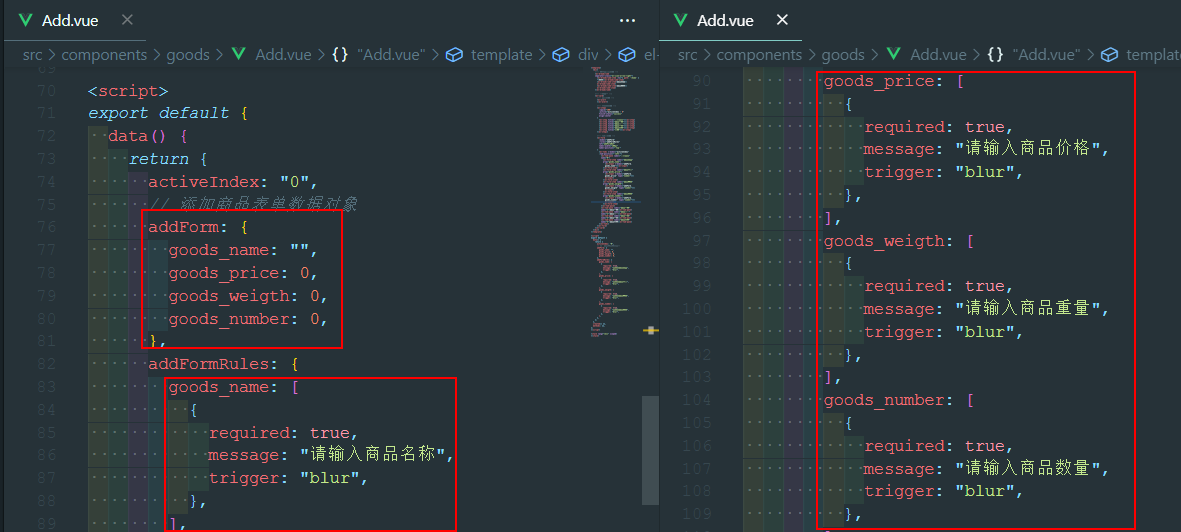 Add.vue
src > components > goods > Add.vue > {} "Add.vue" > template > div > el-
69
70 <script>
71 export default {
72 data() {
73 return {
74 activeIndex: "0",
75 // 添加商品表单数据对象
76 addForm: {
77 goods_name: "",
78 goods_price: 0,
79 goods_weigth: 0,
80 goods_number: 0,
81 },
82 addFormRules: {
83 goods_name: [
84 {
85 required: true,
86 message: "请输入商品名称",
87 trigger: "blur",
88 },
89 ],
Add.vue
src > components > goods > Add.vue > {} "Add.vue" > templat
90 goods_price: [
91 {
92 required: true,
93 message: "请输入商品价格",
94 trigger: "blur",
95 },
96 ],
97 goods_weigth: [
98 {
99 required: true,
100 message: "请输入商品重量",
101 trigger: "blur",
102 },
103 ],
104 goods_number: [
105 {
106 required: true,
107 message: "请输入商品数量",
108 trigger: "blur",
109 },